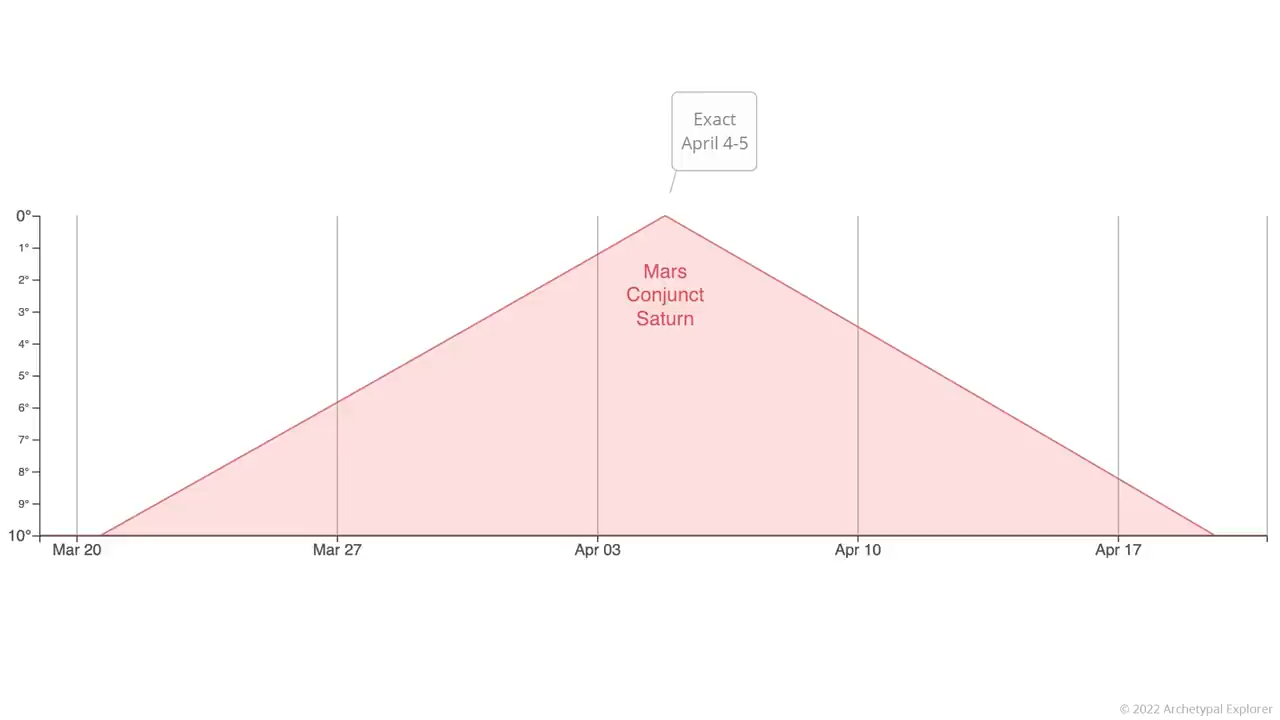 Exact
April 4-5
0°
1°
2°
3°
4°
5°
6°
7°
8°
9°
10°
Mars
Conjunct
Saturn
Mar 20 Mar 27 Apr 03 Apr 10 Apr 17
© 2022 Archetypal Explorer